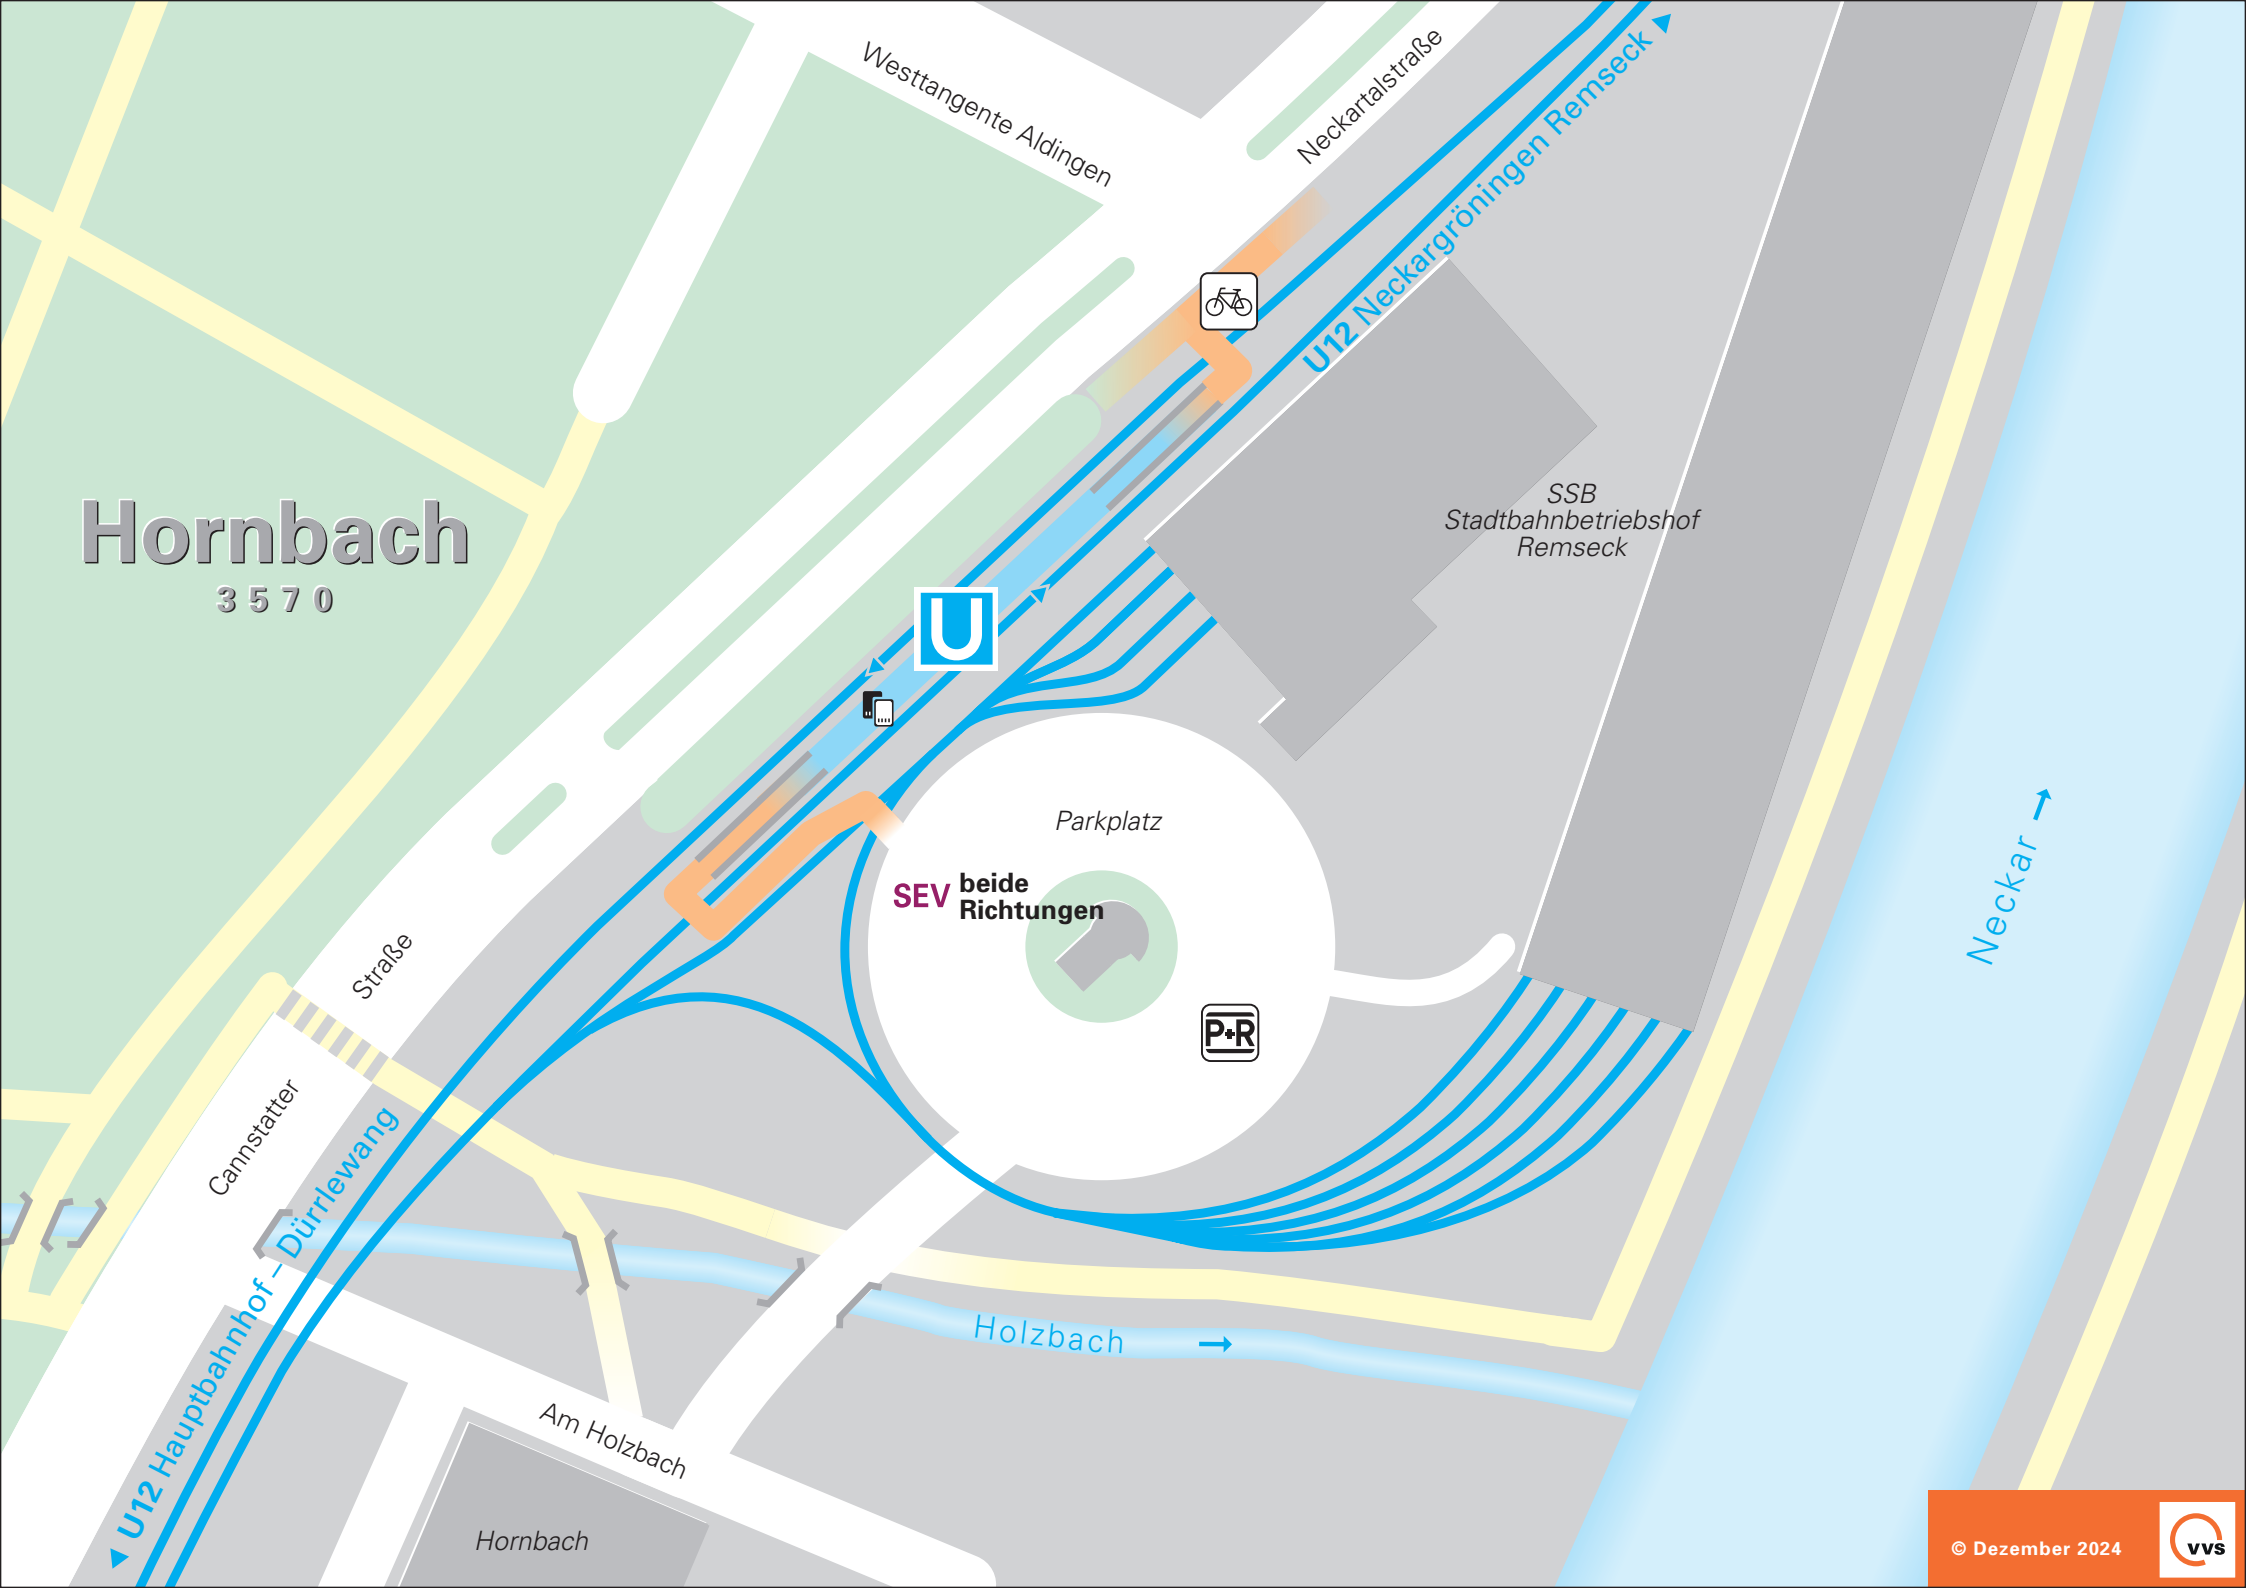 Westtangente Aldingen
Neckartalstraße
U12 Neckargröningen Remseck
Hornbach
3570
SSB
Stadtbahnbetriebshof
Remseck
U
Parkplatz
SEV beide
Richtungen
P+R
Neckar
Straße
Cannstatter
U12 Hauptbahnhof – Dürrlewang
Holzbach
Am Holzbach
Hornbach
© Dezember 2024
VVS